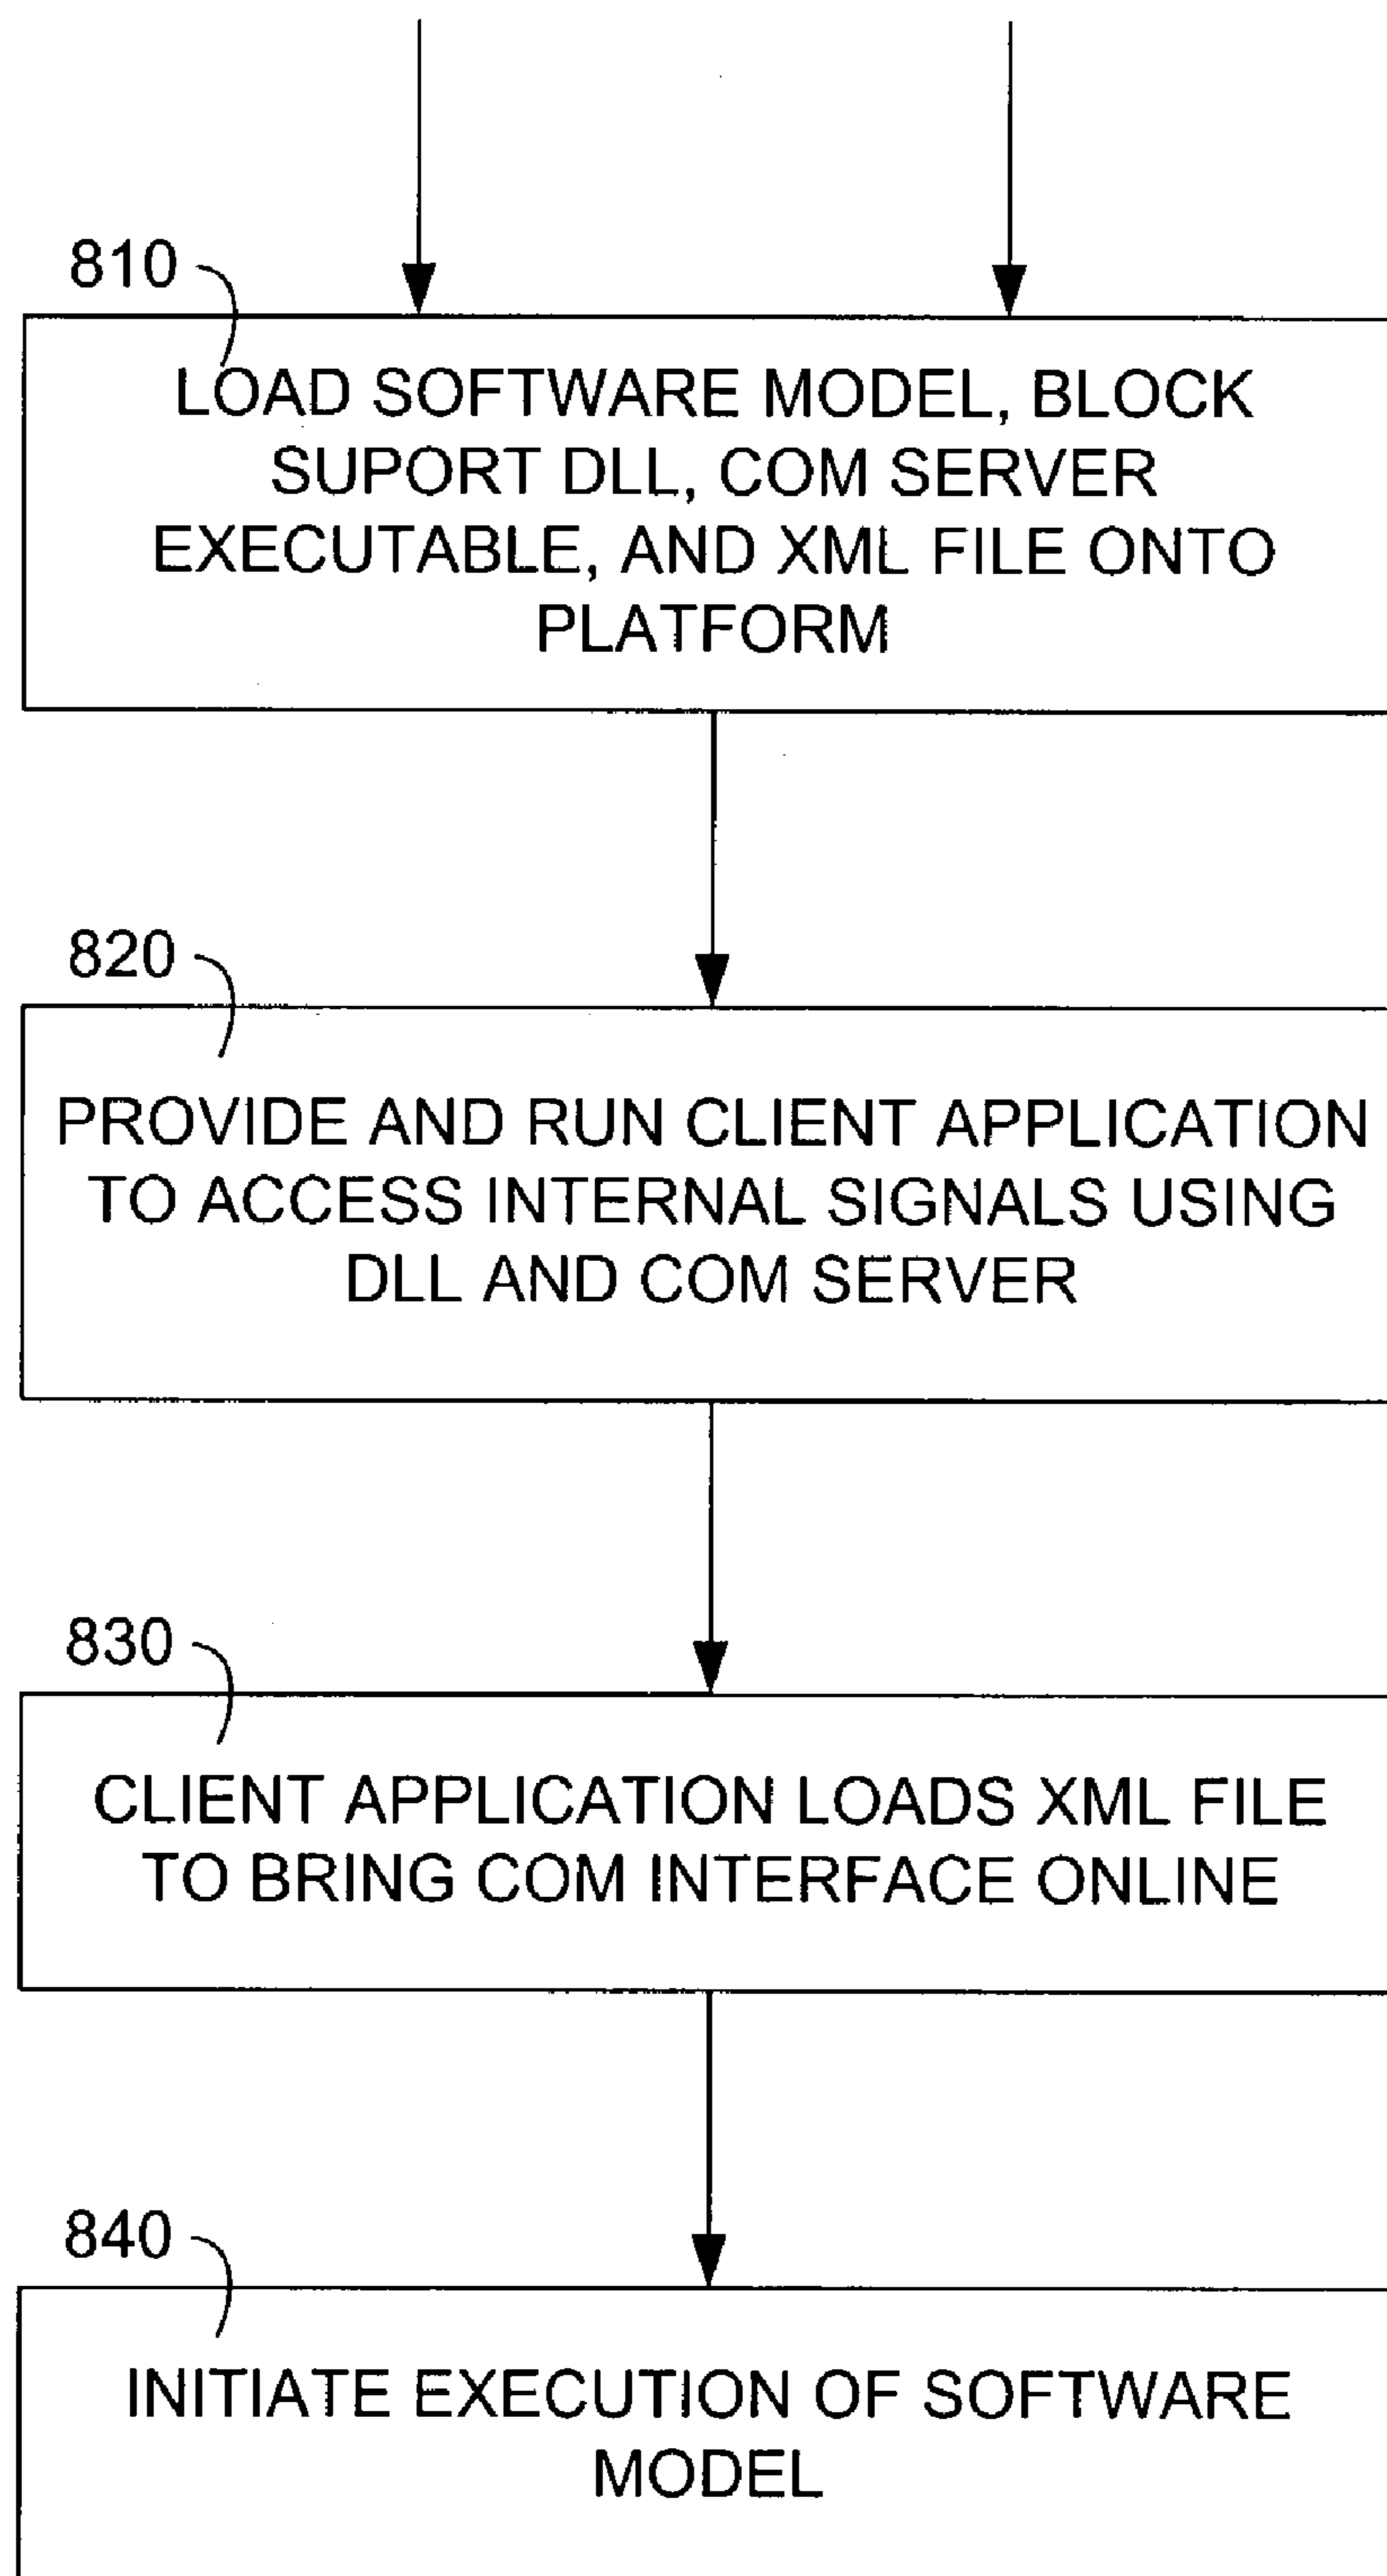 810
LOAD SOFTWARE MODEL, BLOCK
SUPORT DLL, COM SERVER
EXECUTABLE, AND XML FILE ONTO
PLATFORM
820
PROVIDE AND RUN CLIENT APPLICATION
TO ACCESS INTERNAL SIGNALS USING
DLL AND COM SERVER
830
CLIENT APPLICATION LOADS XML FILE
TO BRING COM INTERFACE ONLINE
840
INITIATE EXECUTION OF SOFTWARE
MODEL